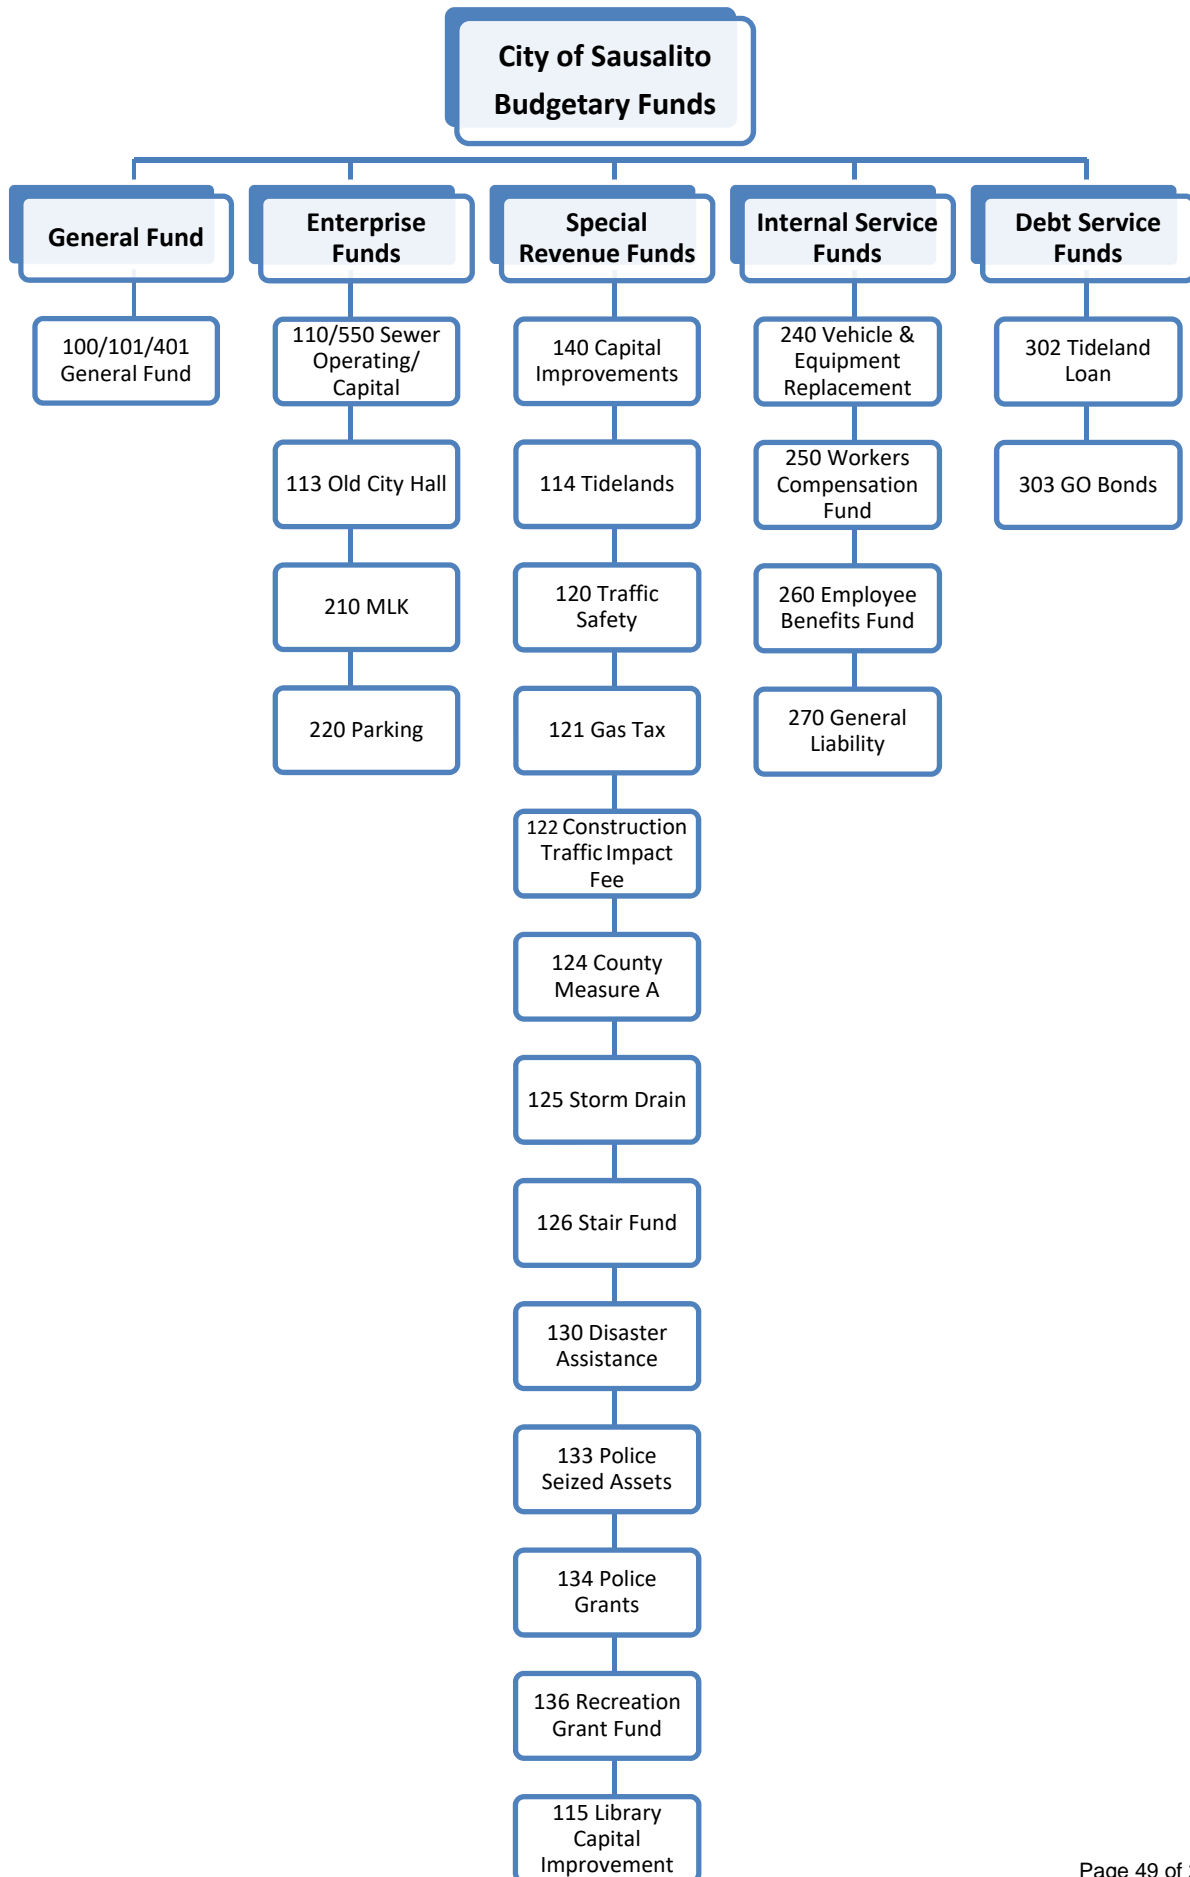 City of Sausalito
Budgetary Funds
General Fund
Enterprise
Funds
Special
Revenue Funds
Internal Service
Funds
Debt Service
Funds
100/101/401
General Fund
110/550 Sewer
Operating/
Capital
113 Old City Hall
210 MLK
220 Parking
140 Capital
Improvements
114 Tidelands
120 Traffic
Safety
121 Gas Tax
122 Construction
Traffic Impact
Fee
124 County
Measure A
125 Storm Drain
126 Stair Fund
130 Disaster
Assistance
133 Police
Seized Assets
134 Police
Grants
136 Recreation
Grant Fund
115 Library
Capital
Improvement
240 Vehicle &
Equipment
Replacement
250 Workers
Compensation
Fund
260 Employee
Benefits Fund
270 General
Liability
302 Tideland
Loan
303 GO Bonds
Page 49 of